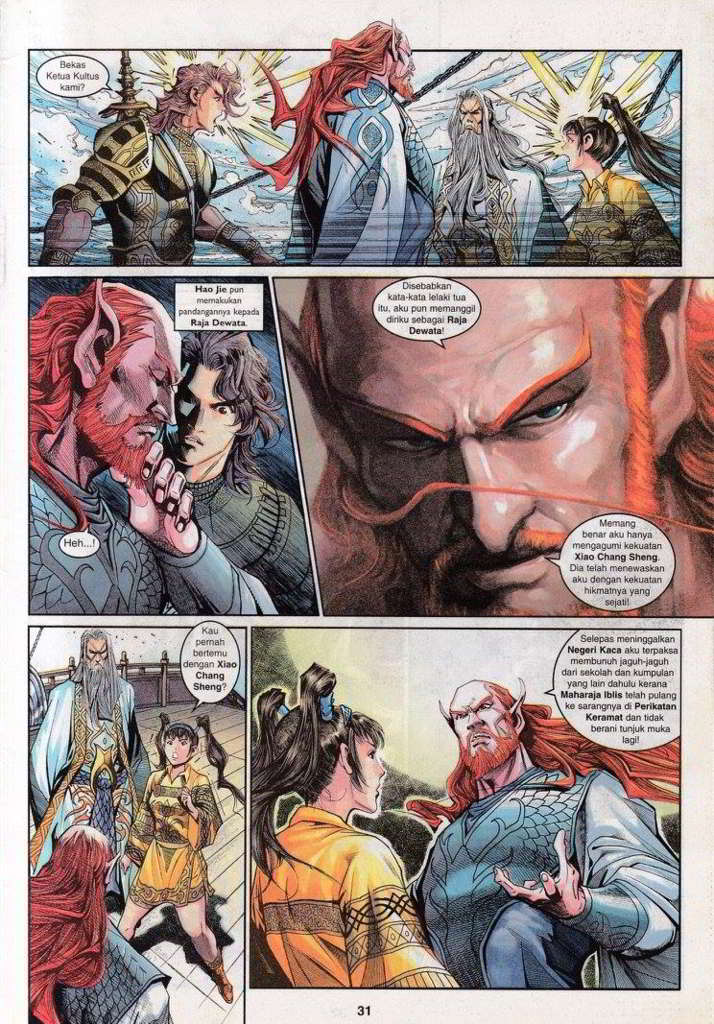 Bekas
Ketua Kultus
kami?
Hao Jie pun
memakukan
pandangannya kepada
Raja Dewata.
Heh...!
Disebabkan
kata-kata lelaki tua
itu, aku pun memanggil
diriku sebagai Raja
Dewata!
Memang
benar aku hanya
mengagumi kekuatan
Xiao Chang Sheng.
Dia telah menewaskan
aku dengan kekuatan
hikmatnya yang
sejati!
Kau
pernah
bertemu
dengan Xiao
Chang
Sheng?
Selepas meninggalkan
Negeri Kaca aku terpaksa
membunuh jaguh-jaguh
dari sekolah dan kumpulan
yang lain dahulu kerana
Maharaja Iblis telah pulang
ke sarangnya di Perikatan
Keramat dan tidak
berani tunjuk muka
lagi!
31